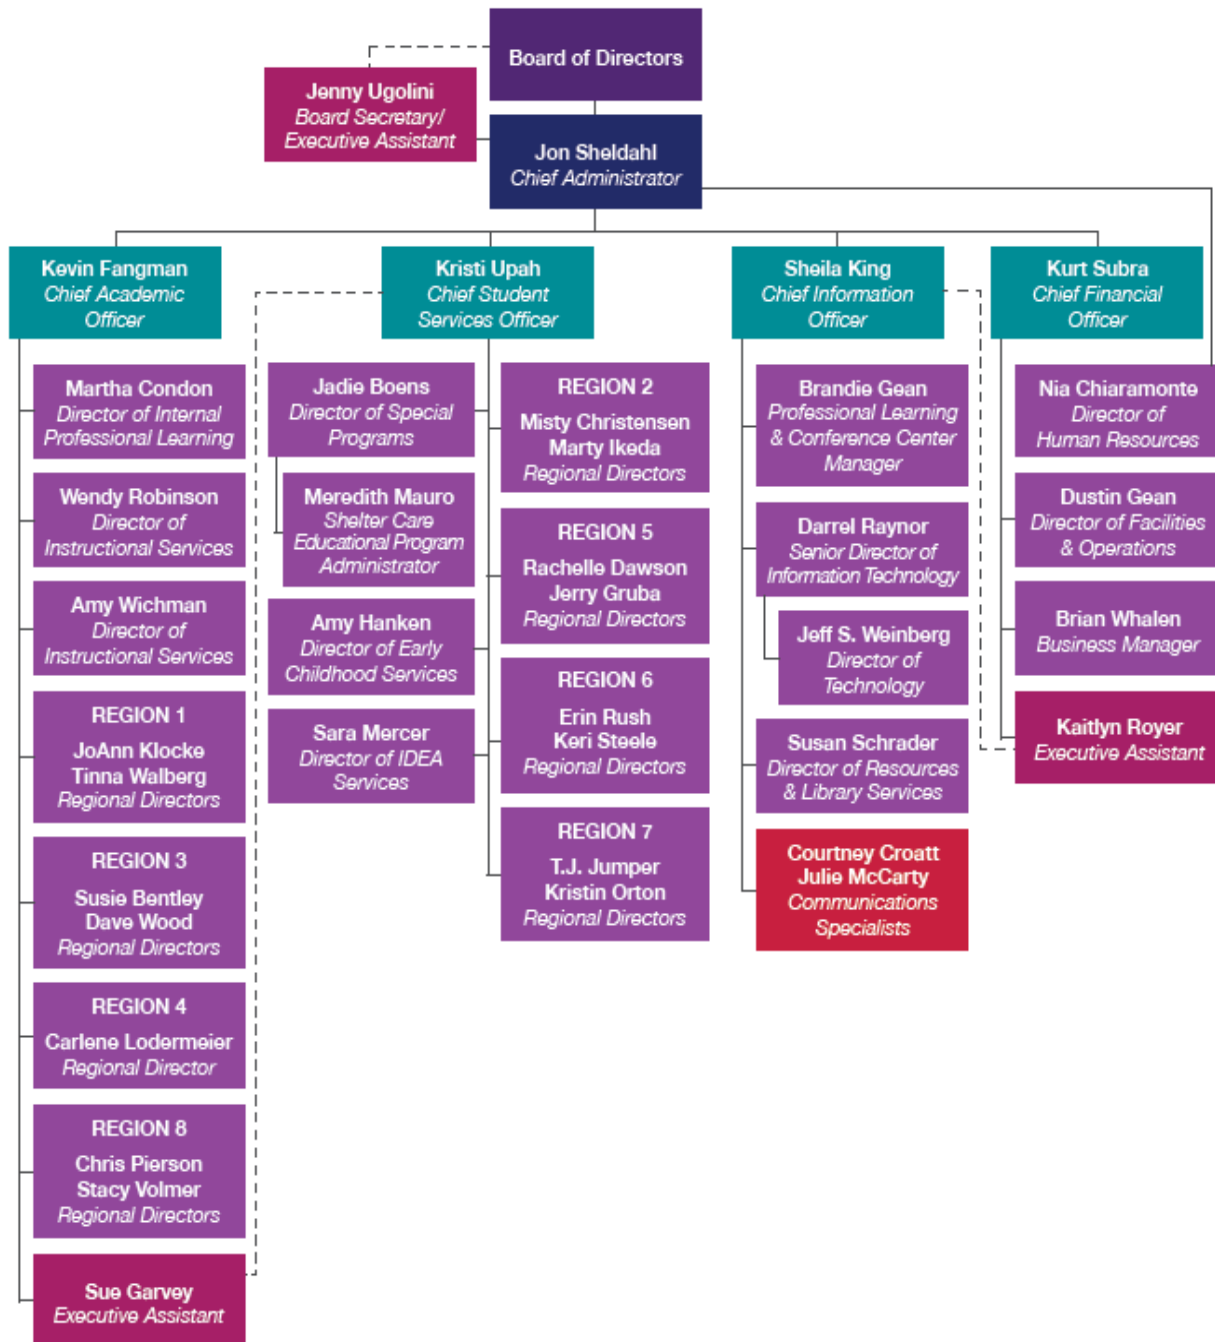 Board of Directors
Jenny Ugolini
Board Secretary/
Executive Assistant
Jon Sheldahl
Chief Administrator
Kevin Fangman
Chief Academic
Officer
Kristi Upah
Chief Student
Services Officer
Sheila King
Chief Information
Officer
Kurt Subra
Chief Financial
Officer
Martha Condon
Director of Internal
Professional Learning
Wendy Robinson
Director of
Instructional Services
Amy Wichman
Director of
Instructional Services
REGION 1
JoAnn Klocke
Tinna Walberg
Regional Directors
REGION 3
Susie Bentley
Dave Wood
Regional Directors
REGION 4
Carlene Lodermeier
Regional Director
REGION 8
Chris Pierson
Stacy Volmer
Regional Directors
Sue Garvey
Executive Assistant
Jadie Boens
Director of Special
Programs
Meredith Mauro
Shelter Care
Educational Program
Administrator
Amy Hanken
Director of Early
Childhood Services
Sara Mercer
Director of IDEA
Services
REGION 2
Misty Christensen
Marty Ikeda
Regional Directors
REGION 5
Rachelle Dawson
Jerry Gruba
Regional Directors
REGION 6
Erin Rush
Keri Steele
Regional Directors
REGION 7
T.J. Jumper
Kristin Orton
Regional Directors
Brandie Gean
Professional Learning
& Conference Center
Manager
Darrel Raynor
Senior Director of
Information Technology
Jeff S. Weinberg
Director of
Technology
Susan Schrader
Director of Resources
& Library Services
Courtney Croatt
Julie McCarty
Communications
Specialists
Nia Chiaramonte
Director of
Human Resources
Dustin Gean
Director of Facilities
& Operations
Brian Whalen
Business Manager
Kaitlyn Royer
Executive Assistant